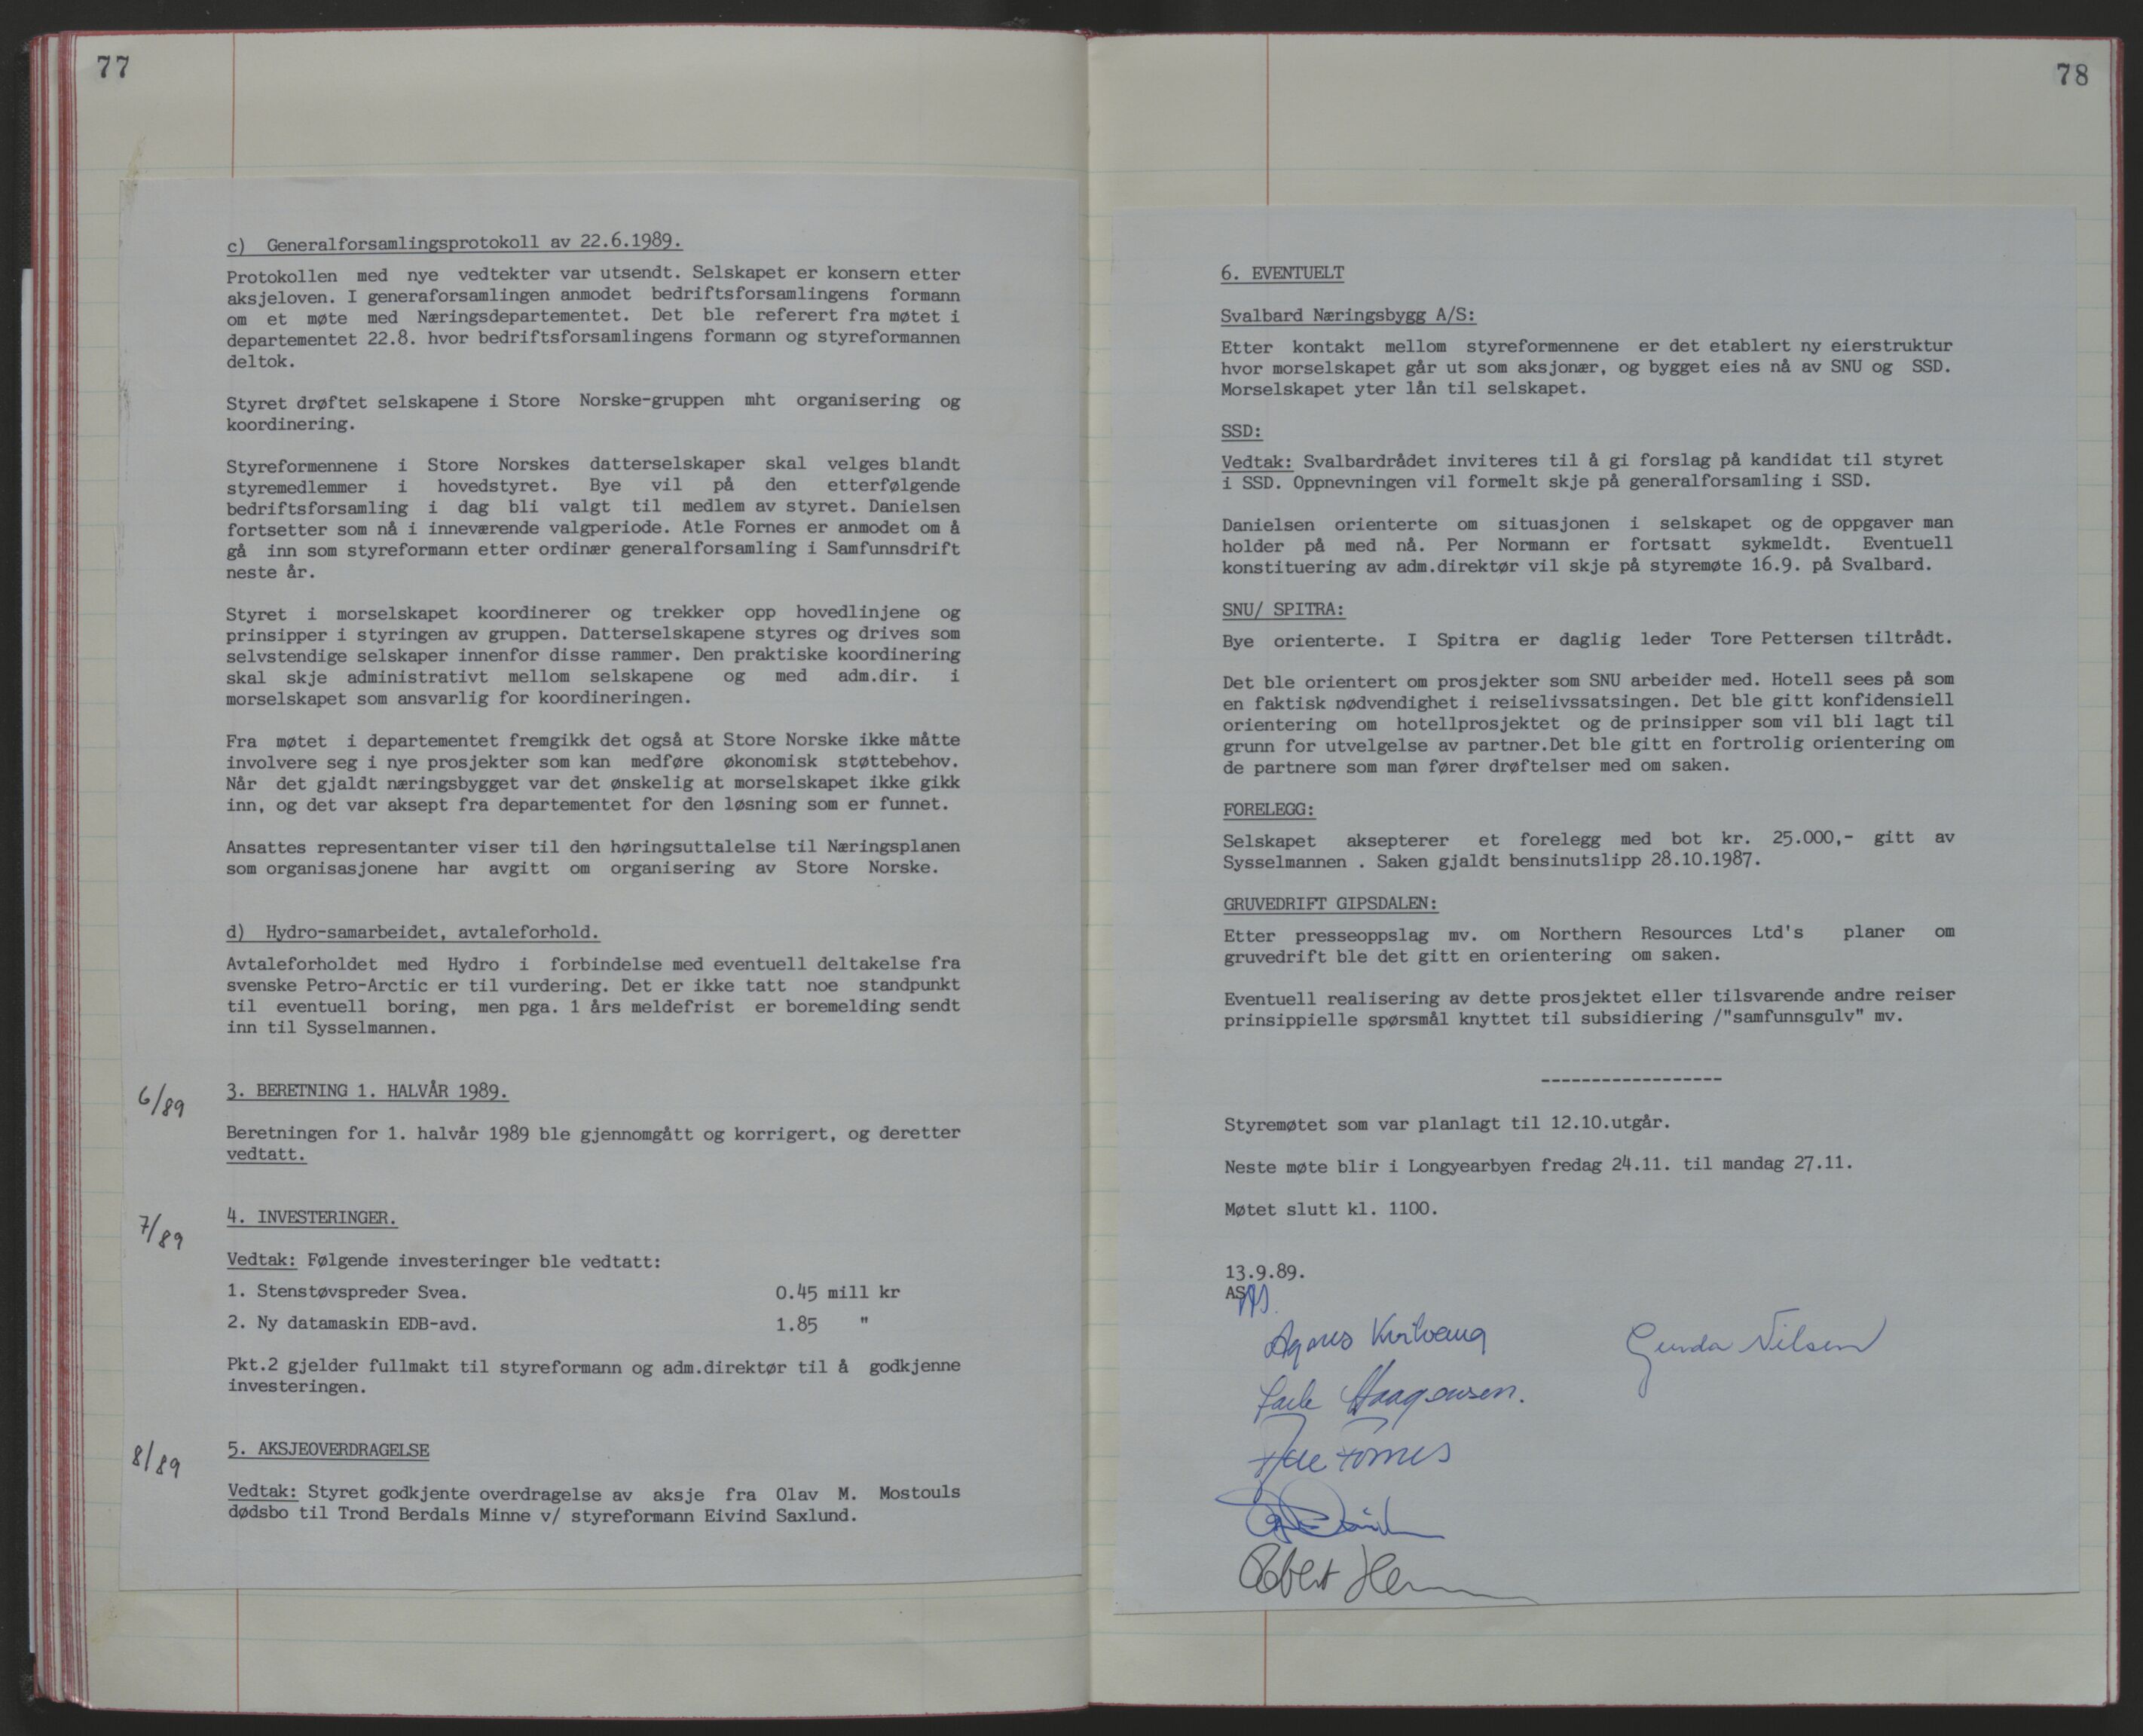 77
c) Generalforsamlingsprotokoll av 22.6.1989.
Protokollen med nye vedtekter var utsendt. Selskapet er konsern etter
aksjeloven. I generaforsamlingen anmodet bedriftsforsamlingens formann
om et møte med Næringsdepartementet. Det ble referert fra møtet i
departementet 22.8. hvor bedriftsforsamlingens formann og styreformannen
deltok.
Styret drøftet selskapene i Store Norske-gruppen mht organisering og
koordinering.
Styreformennene i Store Norskes datterselskaper skal velges blandt
styremedlemmer i hovedstyret. Bye vil på den etterfølgende
bedriftsforsamling i dag bli valgt til medlem av styret. Danielsen
fortsetter som nå i inneværende valgperiode. Atle Fornes er anmodet om å
gå inn som styreformann etter ordinær generalforsamling i Samfunnsdrift
neste år.
Styret i morselskapet koordinerer og trekker opp hovedlinjene og
prinsipper i styringen av gruppen. Datterselskapene styres og drives som
selvstendige selskaper innenfor disse rammer. Den praktiske koordinering
skal skje administrativt mellom selskapene og med adm.dir. i
morselskapet som ansvarlig for koordineringen.
Fra møtet i departementet fremgikk det også at Store Norske ikke måtte
involvere seg i nye prosjekter som kan medføre økonomisk støttebehov.
Når det gjaldt næringsbygget var det ønskelig at morselskapet ikke gikk
inn, og det var aksept fra departementet for den løsning som er funnet.
Ansattes representanter viser til den høringsuttalelse til Næringsplanen
som organisasjonene har avgitt om organisering av Store Norske.
d) Hydro-samarbeidet, avtaleforhold.
Avtaleforholdet med Hydro i forbindelse med eventuell deltakelse fra
svenske Petro-Arctic er til vurdering. Det er ikke tatt noe standpunkt
til eventuell boring, men pga. 1 års meldefrist er boremelding sendt
inn til Sysselmannen.
6/89
3. BERETNING 1. HALVÅR 1989.
Beretningen for 1. halvår 1989 ble gjennomgått og korrigert, og deretter
vedtatt.
7/89
4. INVESTERINGER.
Vedtak: Følgende investeringer ble vedtatt:
1. Stenstøvspreder Svea. 0.45 mill kr
2. Ny datamaskin EDB-avd. 1.85 "
Pkt.2 gjelder fullmakt til styreformann og adm.direktør til å godkjenne
investeringen.
8/89
5. AKSJEOVERDRAGELSE
Vedtak: Styret godkjente overdragelse av aksje fra Olav M. Mostouls
dødsbo til Trond Berdals Minne v/ styreformann Eivind Saxlund.
78
6. EVENTUELT
Svalbard Næringsbygg A/S:
Etter kontakt mellom styreformennene er det etablert ny eierstruktur
hvor morselskapet går ut som aksjonær, og bygget eies nå av SNU og SSD.
Morselskapet yter lån til selskapet.
SSD:
Vedtak: Svalbardrådet inviteres til å gi forslag på kandidat til styret
i SSD. Oppnevningen vil formelt skje på generalforsamling i SSD.
Danielsen orienterte om situasjonen i selskapet og de oppgaver man
holder på med nå. Per Normann er fortsatt sykmeldt. Eventuell
konstituering av adm.direktør vil skje på styremøte 16.9. på Svalbard.
SNU/ SPITRA:
Bye orienterte. I Spitra er daglig leder Tore Pettersen tiltrådt.
Det ble orientert om prosjekter som SNU arbeider med. Hotell sees på som
en faktisk nødvendighet i reiselivssatsingen. Det ble gitt konfidensiell
orientering om hotellprosjektet og de prinsipper som vil bli lagt til
grunn for utvelgelse av partner.Det ble gitt en fortrolig orientering om
de partnere som man fører drøftelser med om saken.
FORELEGG:
Selskapet aksepterer et forelegg med bot kr. 25.000,- gitt av
Sysselmannen . Saken gjaldt bensinutslipp 28.10.1987.
GRUVEDRIFT GIPSDALEN:
Etter presseoppslag mv. om Northern Resources Ltd's planer om
gruvedrift ble det gitt en orientering om saken.
Eventuell realisering av dette prosjektet eller tilsvarende andre reiser
prinsippielle spørsmål knyttet til subsidiering /"samfunnsgulv" mv.
------------------
Styremøtet som var planlagt til 12.10.utgår.
Neste møte blir i Longyearbyen fredag 24.11. til mandag 27.11.
Møtet slutt kl. 1100.
13.9.89.
AS
Agnes Gunda Nilsen
Haagensen.
Atle Fornes
Robert